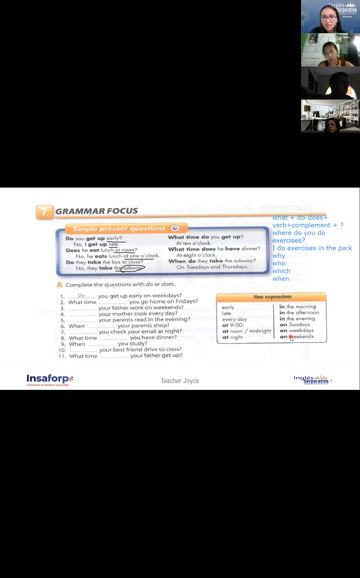 Inglés
Corporativo
7 GRAMMAR FOCUS
Simple present questions
Do you get up early?
No, I get up late.
Does he eat lunch at noon?
No, he eats lunch at one o'clock.
Do they take the bus to class?
No, they take the subway.
What time do you get up?
At ten o'clock.
What time does he have dinner?
At eight o'clock.
When do they take the subway?
On Tuesdays and Thursdays.
what + do-does+
verb+complement + ?
where do you do
exercises?
I do exercises in the park
why
who
which
when
A Complete the questions with do or does.
1. Do you get up early on weekdays?
2. What time you go home on Fridays?
3. your father work on weekends?
4. your mother cook every day?
5. your parents read in the evening?
6. When your parents shop?
7. you check your email at night?
8. What time you have dinner?
9. When you study?
10. your best friend drive to class?
11. What time your father get up?
time expressions
early
late
every day
at 9:00
at noon / midnight
at night
in the morning
in the afternoon
in the evening
on Sundays
on weekdays
on weekends
Insaforp
Teacher Joyce
Inglés
Corporativo